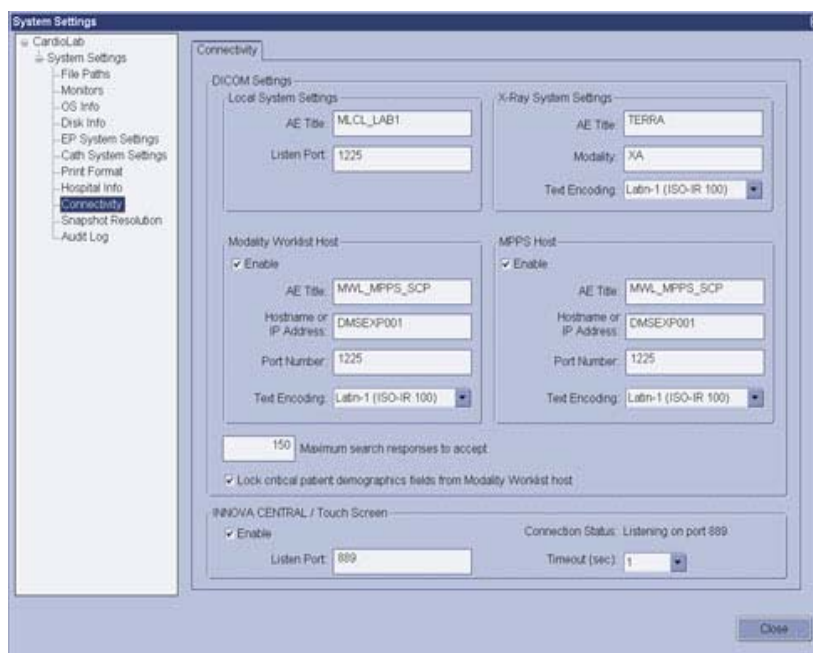 System Settings
CardioLab
System Settings
File Paths
Monitors
OS Info
Disk Info
EP System Settings
Cath System Settings
Print Format
Hospital Info
Connectivity
Snapshot Resolution
Audit Log
Connectivity
DICOM Settings
Local System Settings
AE Title: MLCL_LAB1
Listen Port: 1225
X-Ray System Settings
AE Title: TERRA
Modality: XA
Text Encoding: Latin-1 (ISO-IR 100)
Modality Worklist Host
Enable
AE Title: MWL_MPPS_SCP
Hostname or
IP Address: DMSEXP001
Port Number: 1225
Text Encoding: Latin-1 (ISO-IR 100)
MPPS Host
Enable
AE Title: MWL_MPPS_SCP
Hostname or
IP Address: DMSEXP001
Port Number: 1225
Text Encoding: Latin-1 (ISO-IR 100)
150 Maximum search responses to accept
Lock critical patient demographics fields from Modality Worklist host
INNOVA CENTRAL / Touch Screen
Enable
Listen Port: 889
Connection Status: Listening on port 889
Timeout (sec): 1
Close